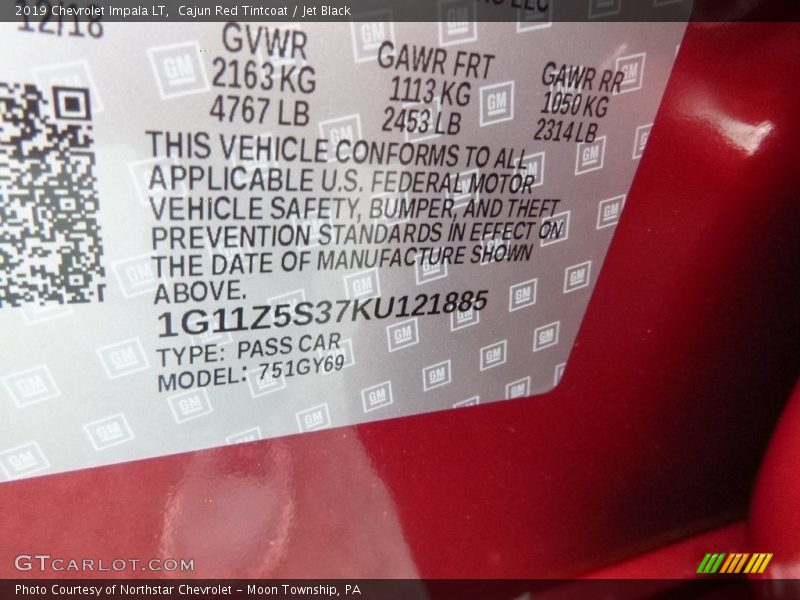 2019 Chevrolet Impala LT, Cajun Red Tintcoat / Jet Black
12/18
LLC
GVWR
2163 KG
4767 LB
GAWR FRT
1113 KG
2453 LB
GAWR RR
1050 KG
2314 LB
THIS VEHICLE CONFORMS TO ALL
APPLICABLE U.S. FEDERAL MOTOR
VEHICLE SAFETY, BUMPER, AND THEFT
PREVENTION STANDARDS IN EFFECT ON
THE DATE OF MANUFACTURE SHOWN
ABOVE.
1G11Z5S37KU121885
TYPE: PASS CAR
MODEL: 751GY69
GTCARLOT.COM
Photo Courtesy of Northstar Chevrolet – Moon Township, PA